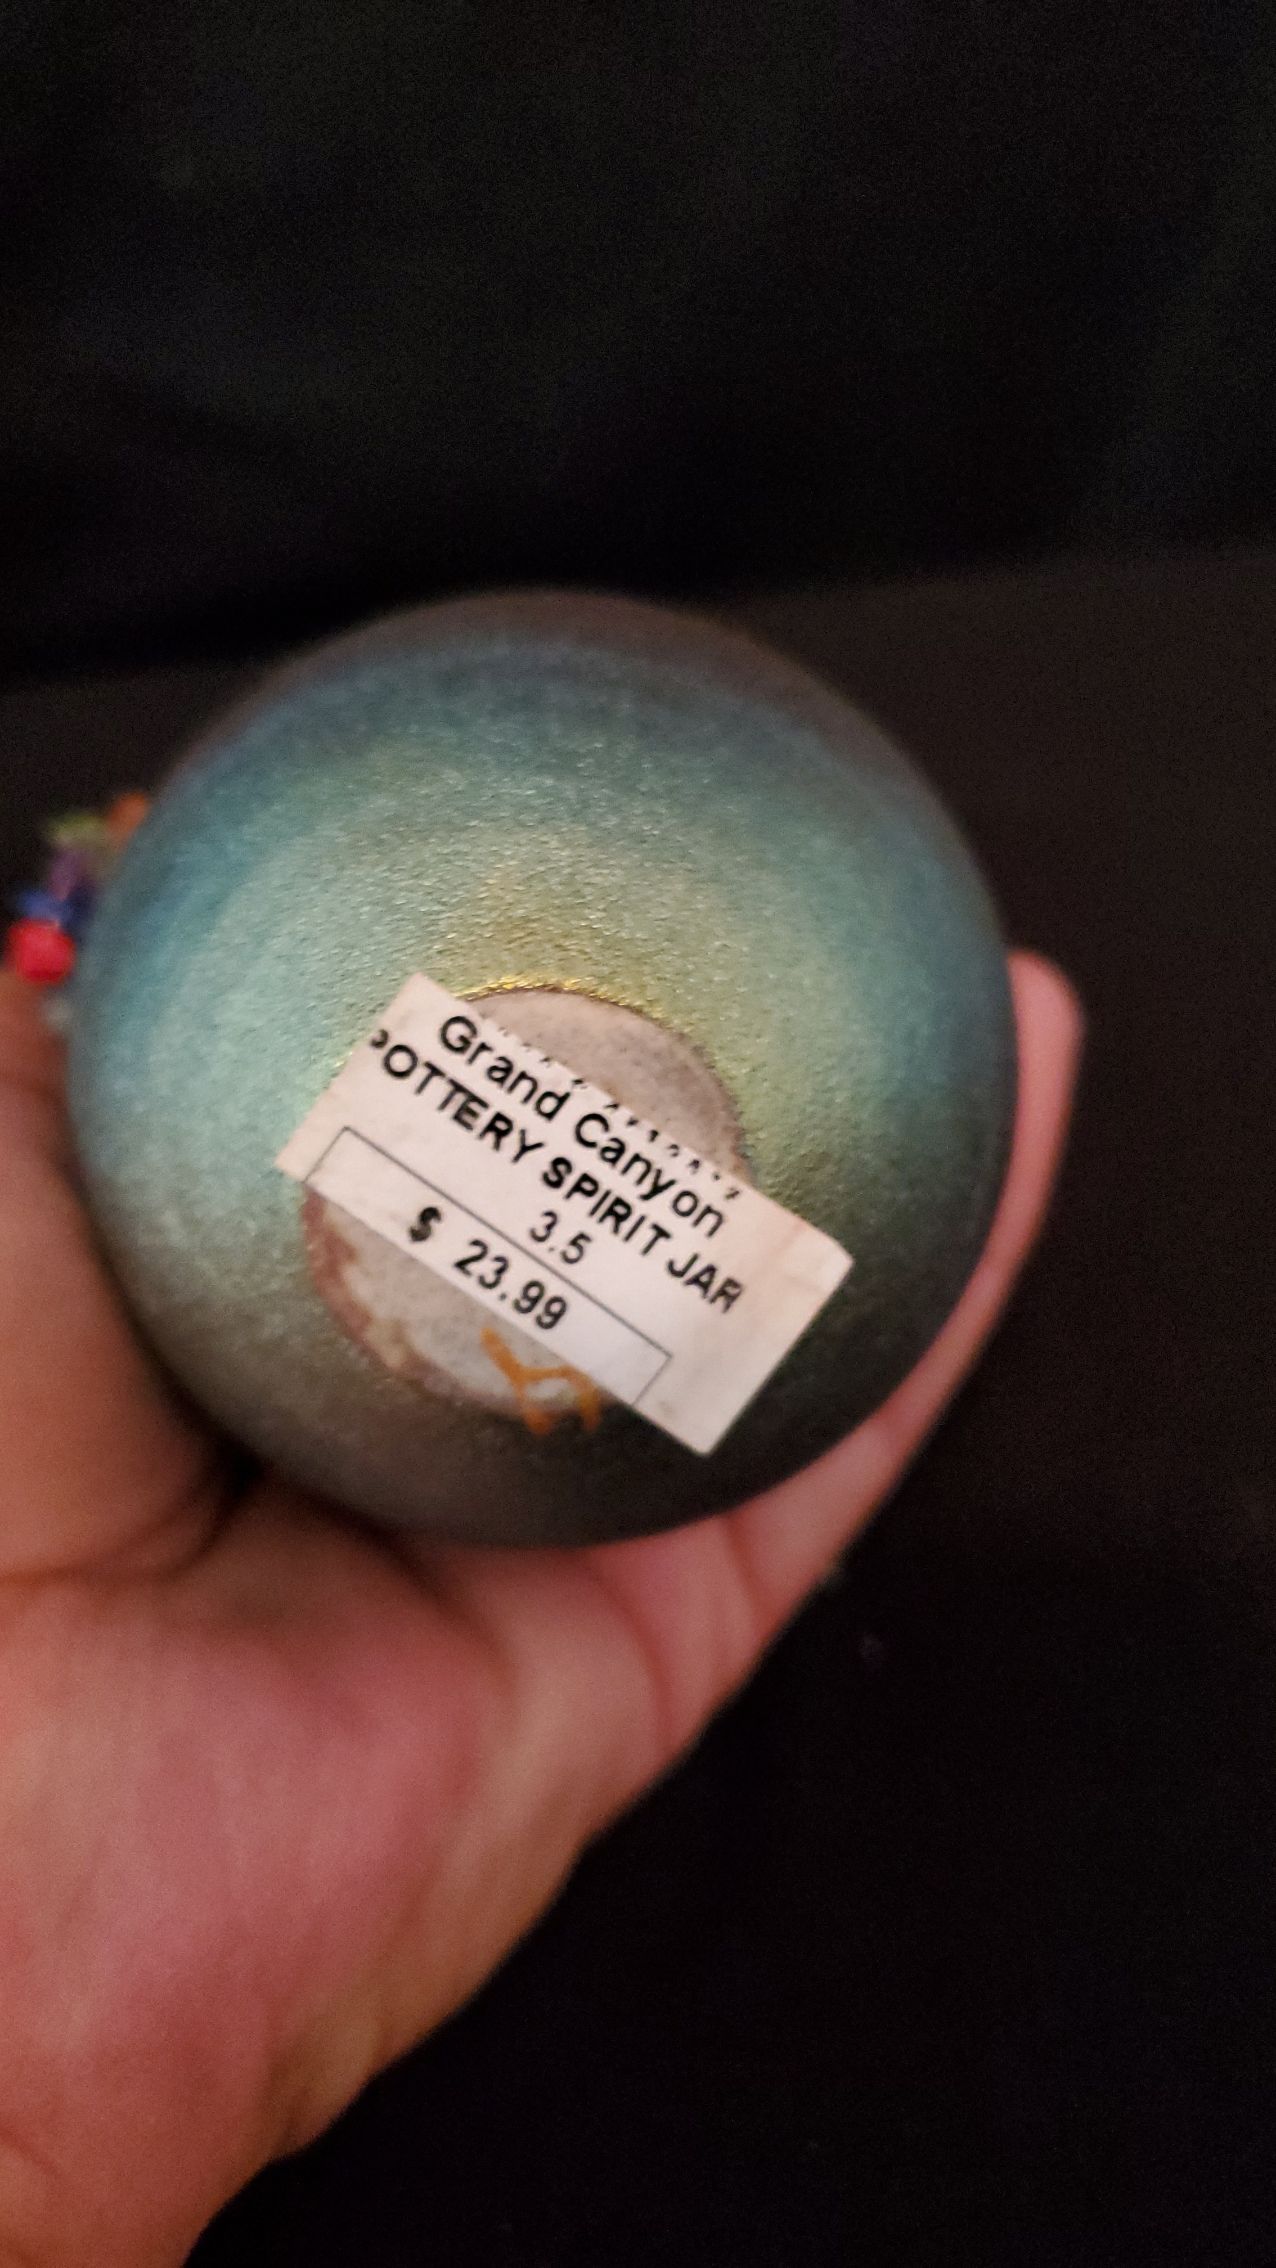 Grand Canyon
POTTERY SPIRIT JAR
3.5
$ 23.99